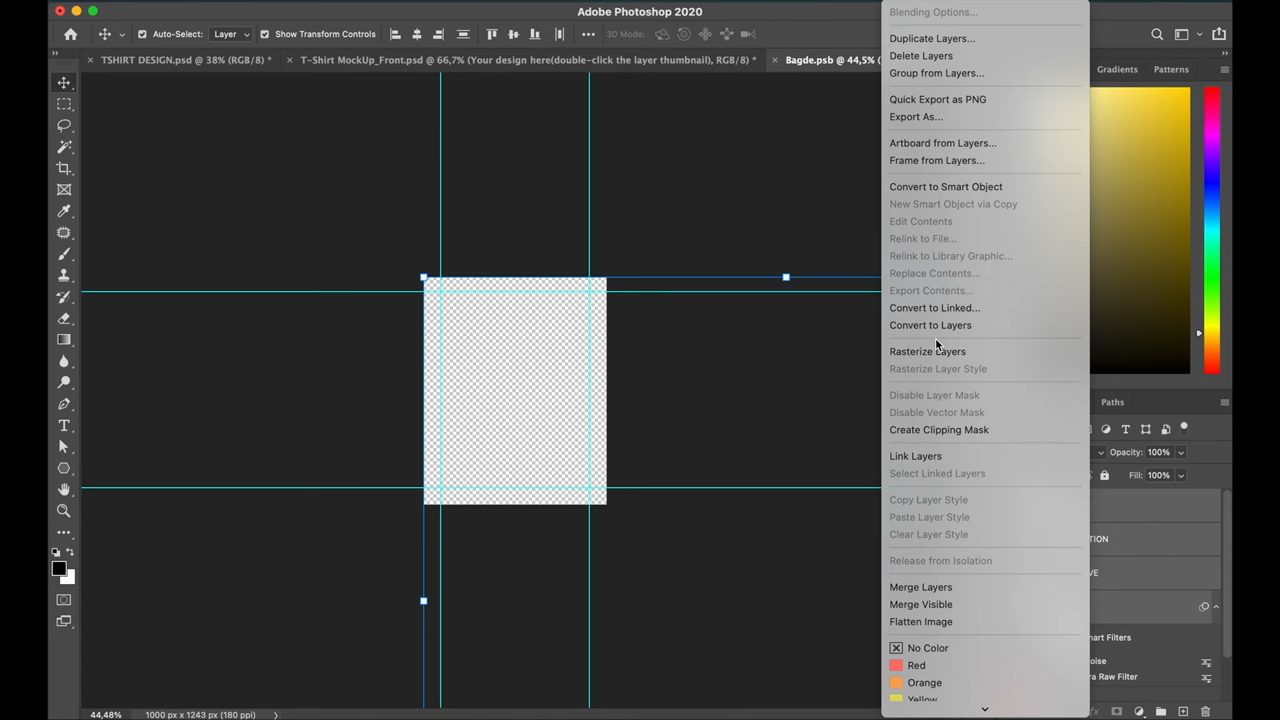 Adobe Photoshop 2020
Auto-Select: Layer Show Transform Controls 3D Mode:
TSHIRT DESIGN.psd @ 38% (RGB/8) *
T-Shirt MockUp_Front.psd @ 66,7% (Your design here(double-click the layer thumbnail), RGB/8) *
Bagde.psb @ 44,5% (
Gradients
Patterns
Blending Options...
Duplicate Layers...
Delete Layers
Group from Layers...
Quick Export as PNG
Export As...
Artboard from Layers...
Frame from Layers...
Convert to Smart Object
New Smart Object via Copy
Edit Contents
Relink to File...
Relink to Library Graphic...
Replace Contents...
Export Contents...
Convert to Linked...
Convert to Layers
Rasterize Layers
Rasterize Layer Style
Disable Layer Mask
Disable Vector Mask
Create Clipping Mask
Link Layers
Select Linked Layers
Copy Layer Style
Paste Layer Style
Clear Layer Style
Release from Isolation
Merge Layers
Merge Visible
Flatten Image
No Color
Red
Orange
Yellow
Paths
Opacity: 100%
Fill: 100%
TION
VE
nart Filters
oise
ra Raw Filter
44,48% 1000 px x 1243 px (180 ppi)